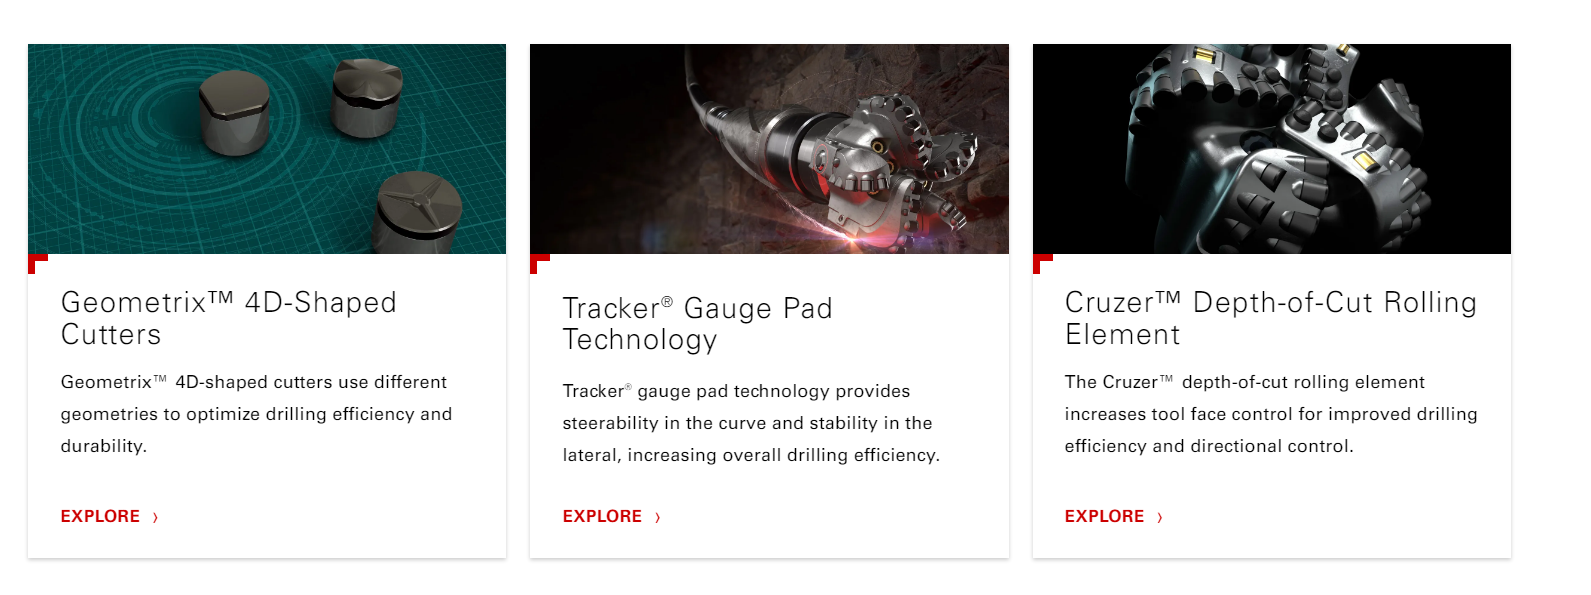 Geometrix™ 4D-Shaped
Cutters
Geometrix™ 4D-shaped cutters use different
geometries to optimize drilling efficiency and
durability.
EXPLORE ›
Tracker® Gauge Pad
Technology
Tracker® gauge pad technology provides
steerability in the curve and stability in the
lateral, increasing overall drilling efficiency.
EXPLORE ›
Cruzer™ Depth-of-Cut Rolling
Element
The Cruzer™ depth-of-cut rolling element
increases tool face control for improved drilling
efficiency and directional control.
EXPLORE ›